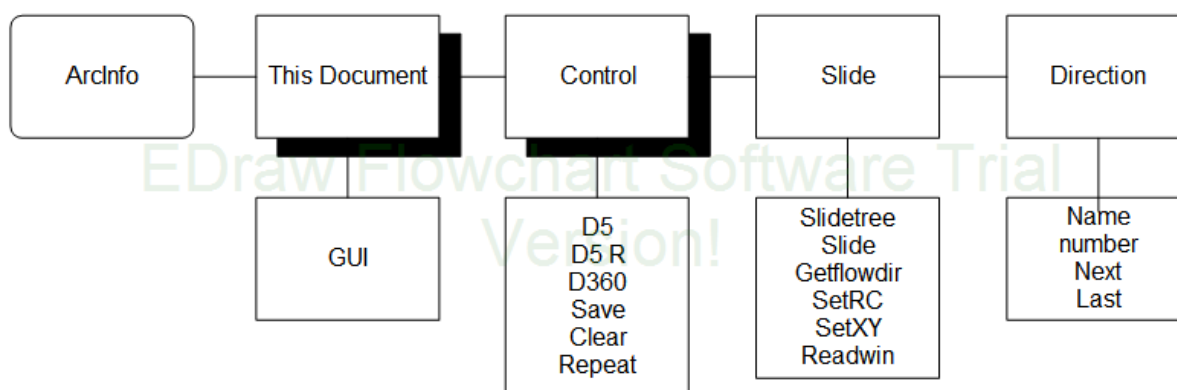 ArcInfo
This Document
Control
Slide
Direction
EDraw Flowchart Software Trial
Version!
GUI
D5
D5 R
D360
Save
Clear
Repeat
Slidetree
Slide
Getflowdir
SetRC
SetXY
Readwin
Name
number
Next
Last